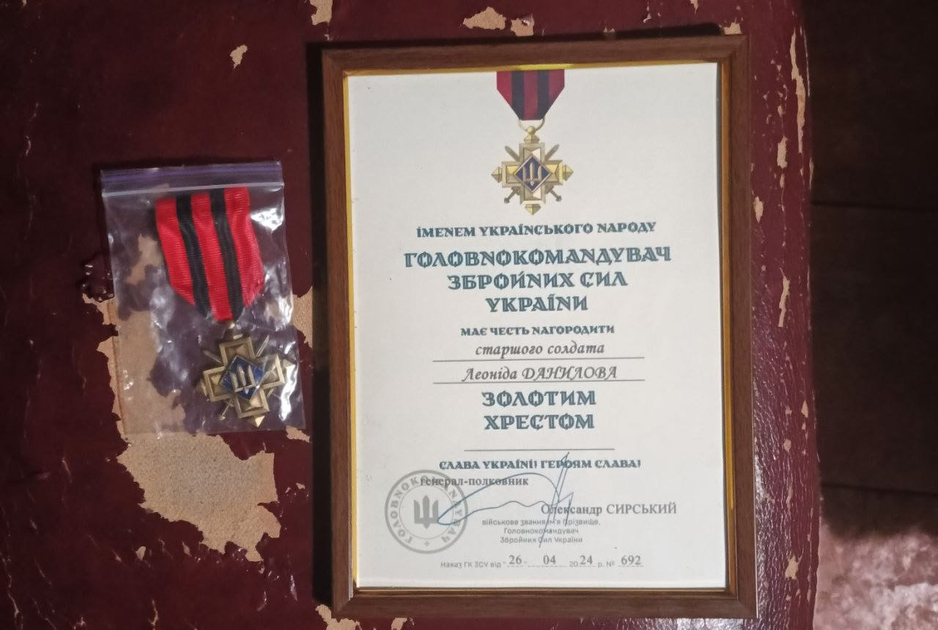 ІМЕНЕМ УКРАЇНСЬКОГО НАРОДУ
ГОЛОВНОКОМАНДУВАЧ
ЗБРОЙНИХ СИЛ
УКРАЇНИ
МАЄ ЧЕСТЬ НАГОРОДИТИ
старшого солдата
Леоніда ДАНИЛОВА
ЗОЛОТИМ
ХРЕСТОМ
СЛАВА УКРАЇНІ! ГЕРОЯМ СЛАВА!
генерал-полковник
Олександр СИРСЬКИЙ
військове звання, ім'я прізвище,
Головнокомандувач
Збройних Сил України
Наказ ГК ЗСУ від 26 04 2024 р. № 692
ГОЛОВНОКОМАНДУВАЧ